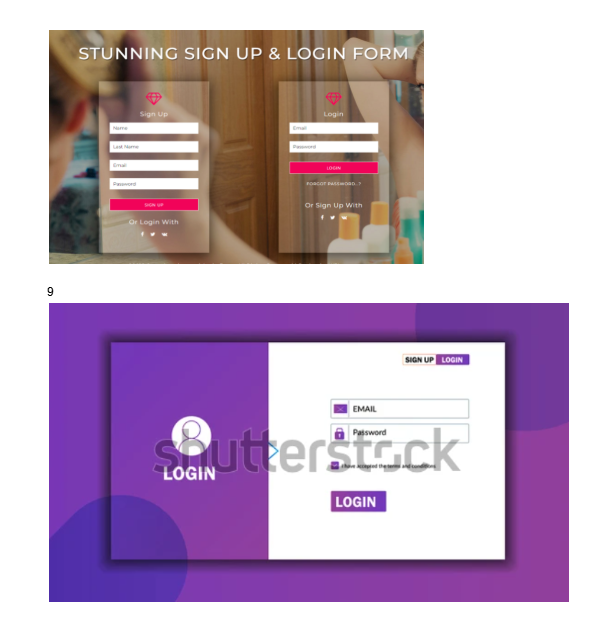 STUNNING SIGN UP & LOGIN FORM
Sign Up
Name
Last Name
Email
Password
SIGN UP
Or Login With
Login
Email
Password
LOGIN
FORGOT PASSWORD..?
Or Sign Up With
9
SIGN UP LOGIN
EMAIL
Password
I have accepted the terms and conditions
LOGIN
LOGIN
shutterstock